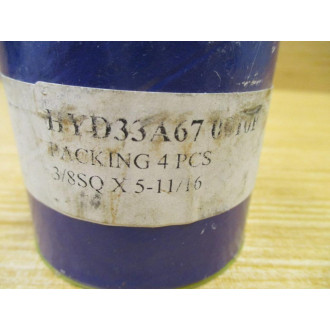 HYD33A67
PACKING 4 PCS
3/8SQ X 5-11/16